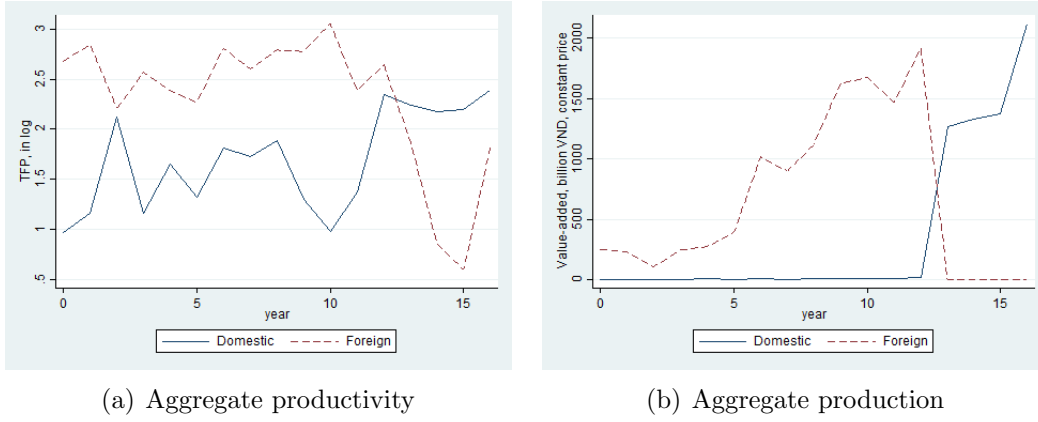 TFP, in log
.5 1 1.5 2 2.5 3
0 5 10 15
year
Domestic Foreign
(a) Aggregate productivity
Value-added, billion VND, constant price
0 500 1000 1500 2000
0 5 10 15
year
Domestic Foreign
(b) Aggregate production